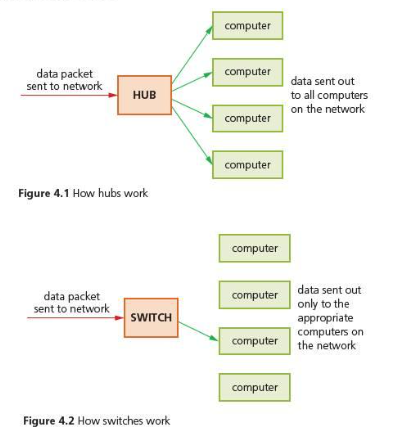 computer
data packet
sent to network
HUB
computer
computer
computer
data sent out
to all computers
on the network
Figure 4.1 How hubs work
computer
data packet
sent to network
SWITCH
computer
computer
computer
data sent out
only to the
appropriate
computers on
the network
Figure 4.2 How switches work